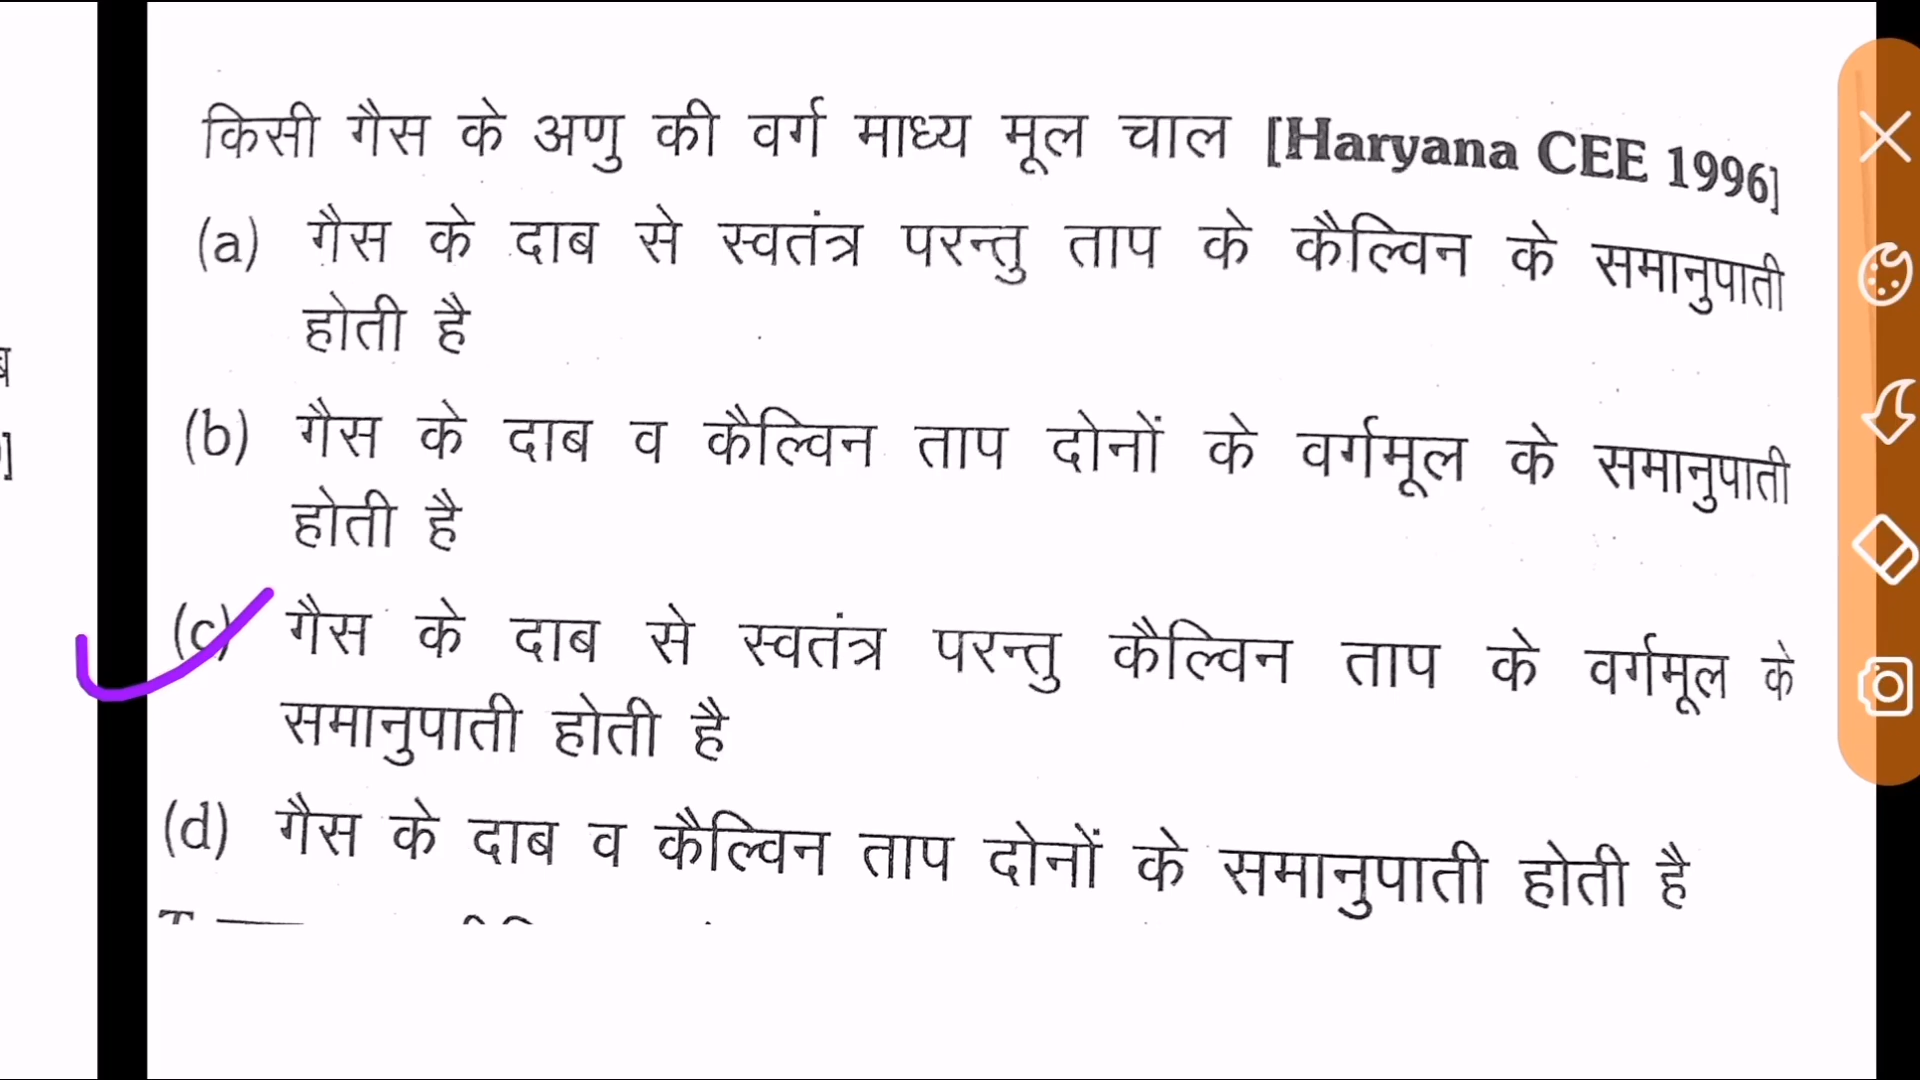 किसी गैस के अणु की वर्ग माध्य मूल चाल [Haryana CEE 1996]
(a) गैस के दाब से स्वतंत्र परन्तु ताप के कैल्विन के समानुपाती
होती है
(b) गैस के दाब व कैल्विन ताप दोनों के वर्गमूल के समानुपाती
होती है
(c) गैस के दाब से स्वतंत्र परन्तु कैल्विन ताप के वर्गमूल के
समानुपाती होती है
(d) गैस के दाब व कैल्विन ताप दोनों के समानुपाती होती है